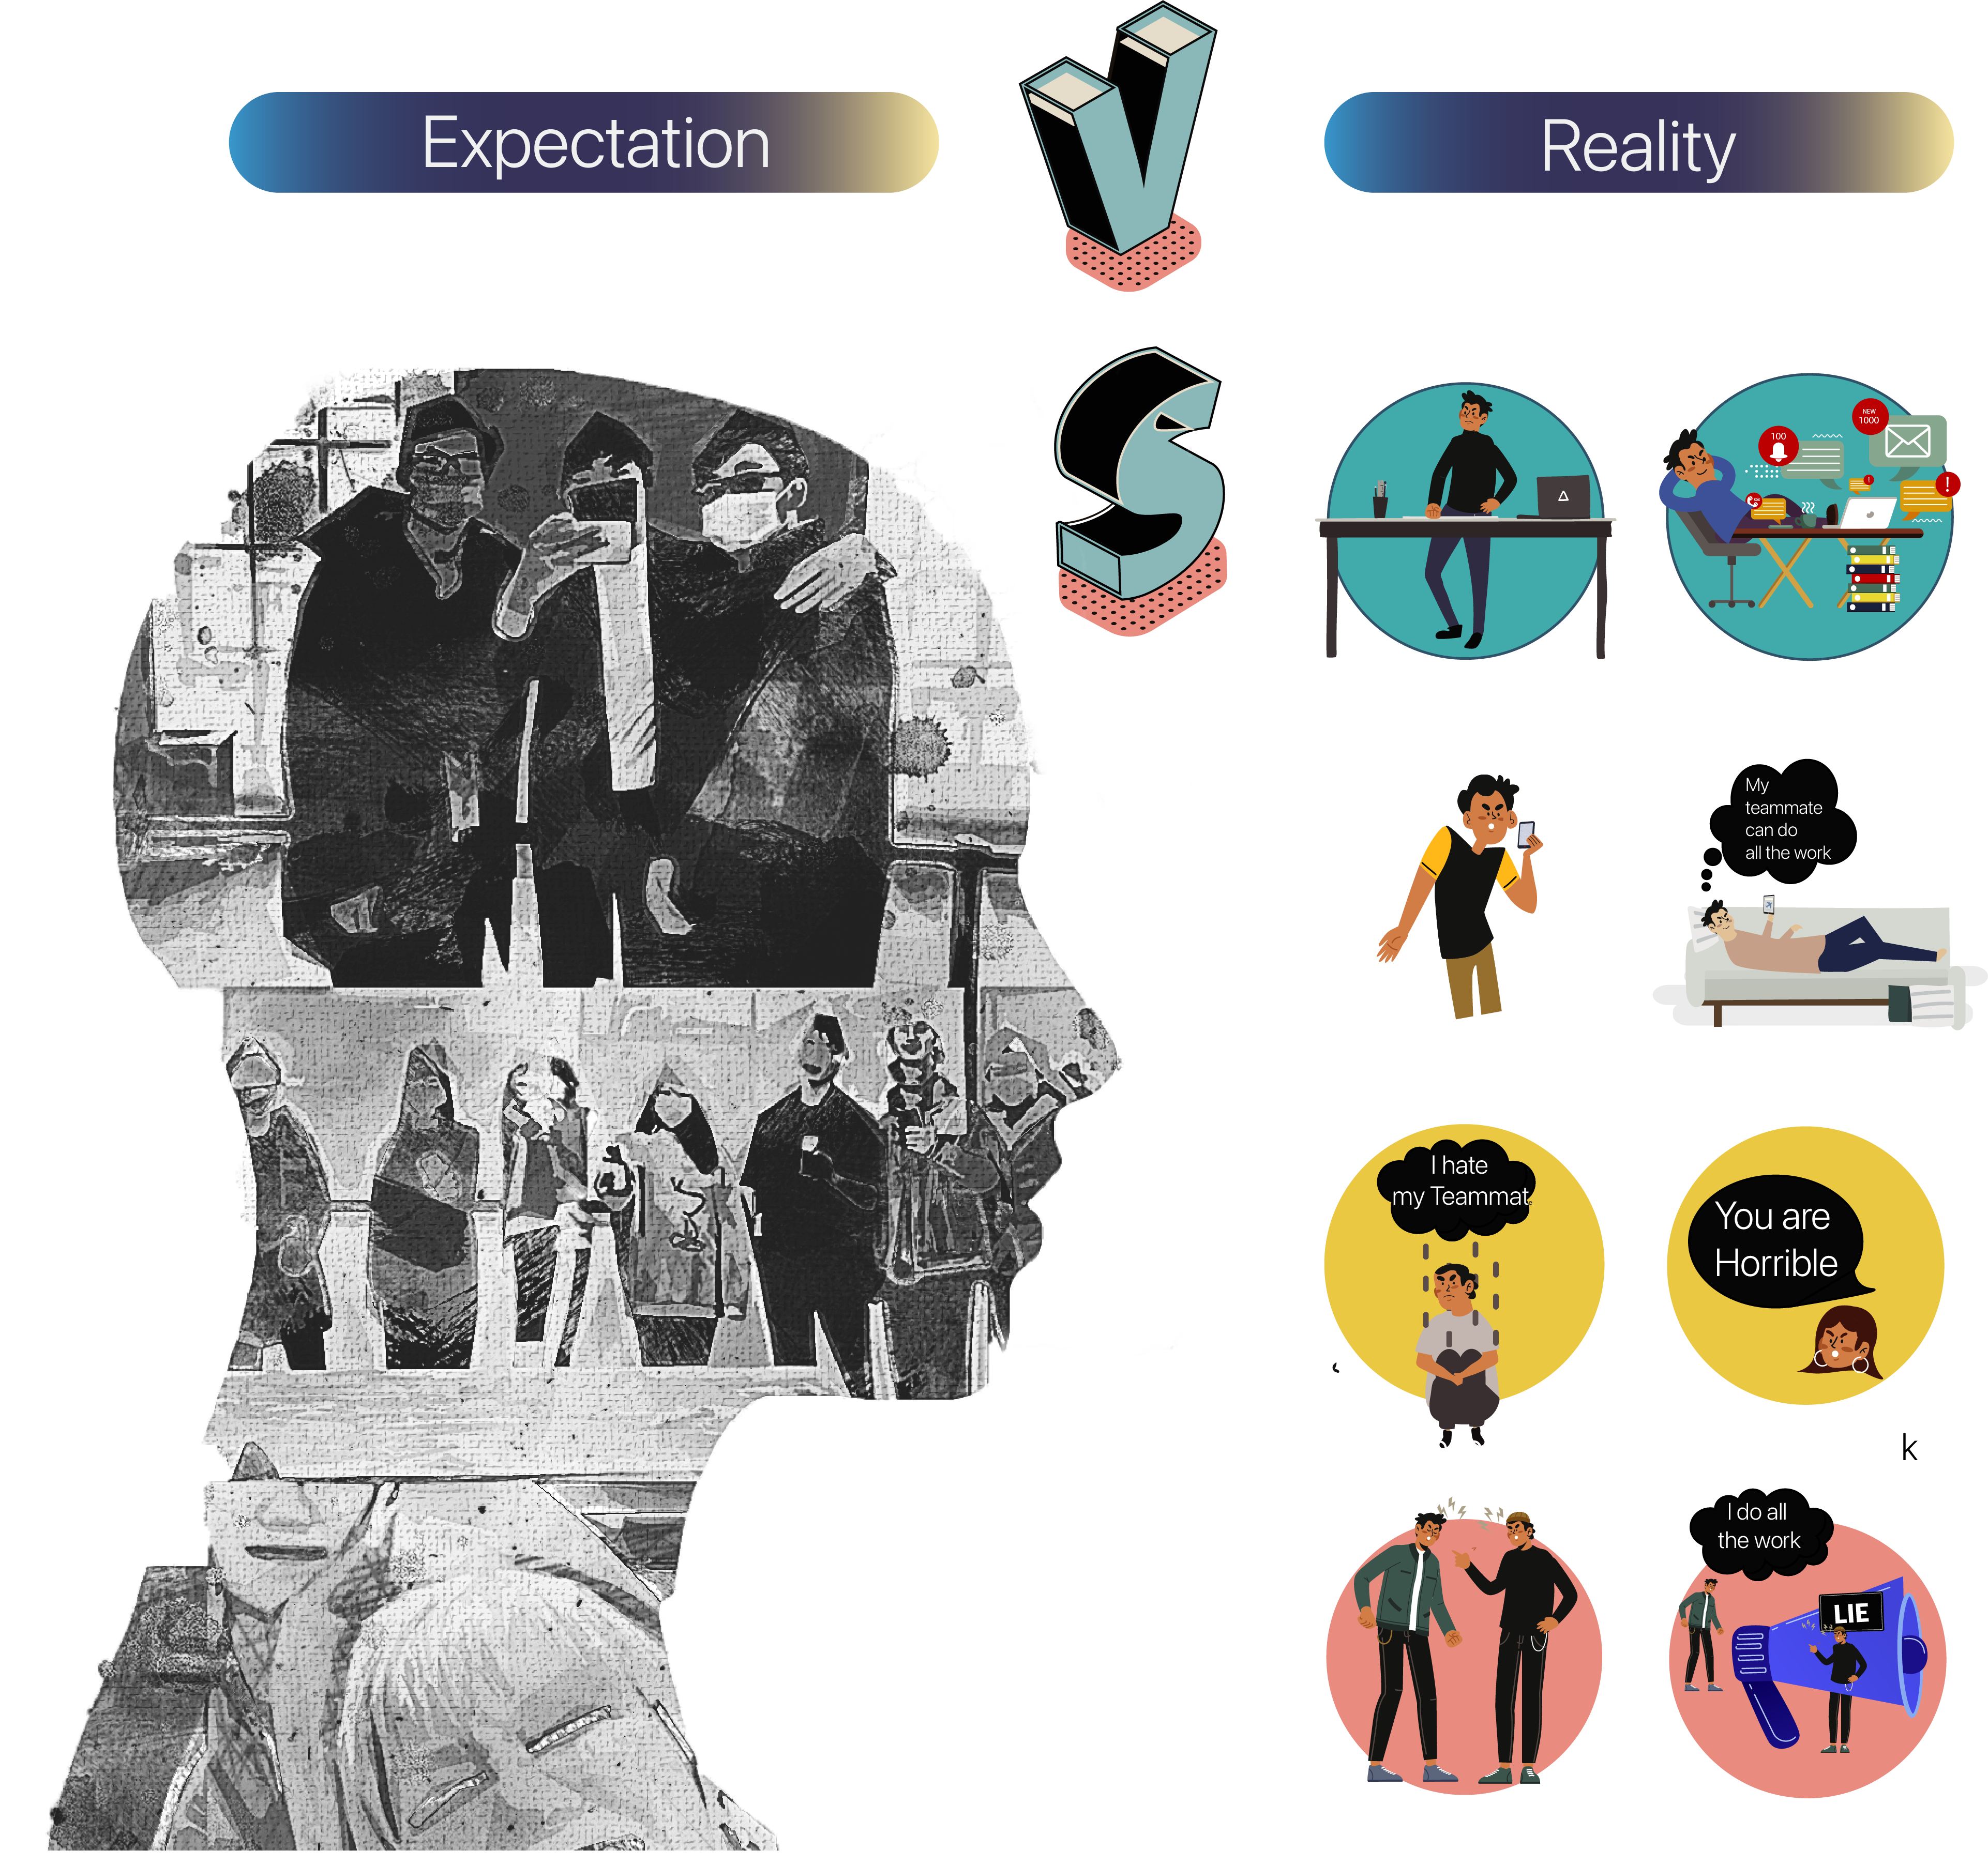 Expectation
VS
Reality
NEW
1000
100
!
!
My
teammate
can do
all the work
I hate
my Teammat
You are
Horrible
k
I do all
the work
LIE